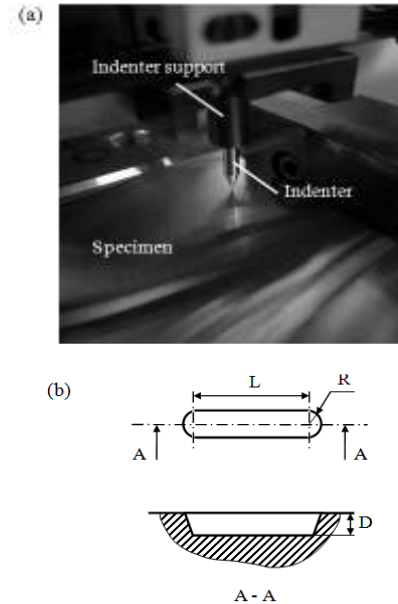 (a)
Indenter support
Indenter
Specimen
(b)
L
R
A
A
D
A - A